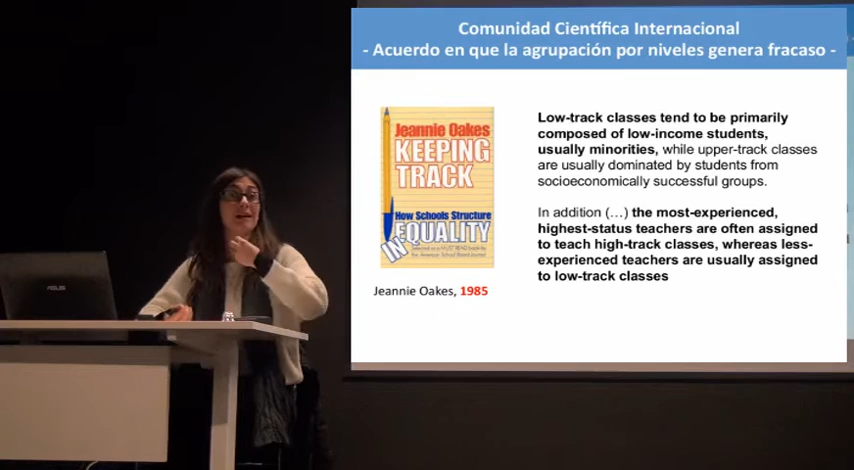 Comunidad Científica Internacional
- Acuerdo en que la agrupación por niveles genera fracaso -
Jeannie Oakes
KEEPING
TRACK
How Schools Structure
INEQUALITY
Selected as a MUST READ book by
the American School Board Journal
Jeannie Oakes, 1985
Low-track classes tend to be primarily
composed of low-income students,
usually minorities, while upper-track classes
are usually dominated by students from
socioeconomically successful groups.
In addition (…) the most-experienced,
highest-status teachers are often assigned
to teach high-track classes, whereas less-
experienced teachers are usually assigned
to low-track classes
ASUS